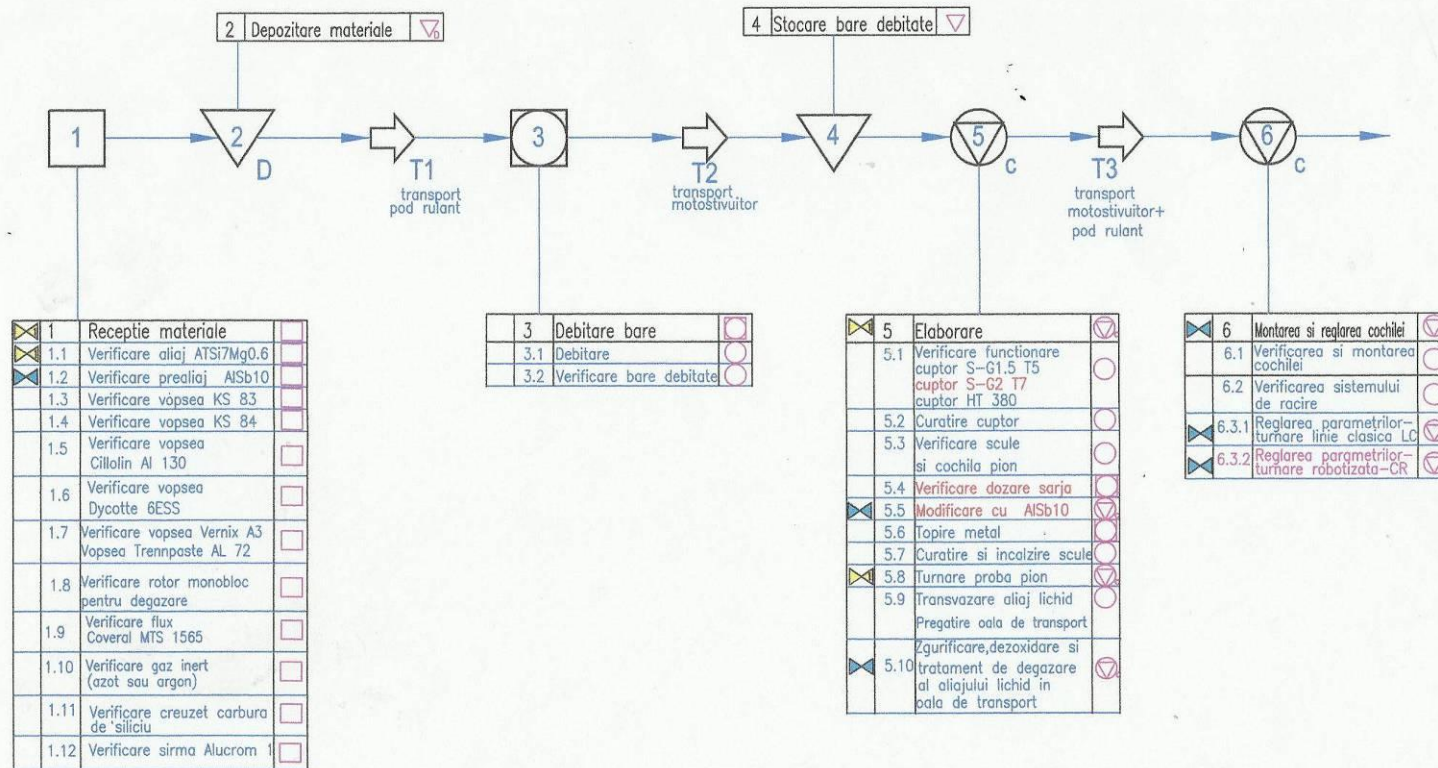 2 Depozitare materiale D
4 Stocare bare debitate
1
2
D
T1
transport
pod rulant
3
T2
transport
motostivuitor
4
5
C
T3
transport
motostivuitor+
pod rulant
6
C
1 Receptie materiale
1.1 Verificare aliaj ATSi7Mg0.6
1.2 Verificare prealiaj AlSb10
1.3 Verificare vopsea KS 83
1.4 Verificare vopsea KS 84
1.5 Verificare vopsea
Cillolin Al 130
1.6 Verificare vopsea
Dycotte 6ESS
1.7 Verificare vopsea Vernix A3
Vopsea Trennpaste AL 72
1.8 Verificare rotor monobloc
pentru degazare
1.9 Verificare flux
Coveral MTS 1565
1.10 Verificare gaz inert
(azot sau argon)
1.11 Verificare creuzet carbura
de siliciu
1.12 Verificare sirma Alucrom 1
3 Debitare bare
3.1 Debitare
3.2 Verificare bare debitate
5 Elaborare
5.1 Verificare functionare
cuptor S-G1.5 T5
cuptor S-G2 T7
cuptor HT 380
5.2 Curatire cuptor
5.3 Verificare scule
si cochila pion
5.4 Verificare dozare sarja
5.5 Modificare cu AlSb10
5.6 Topire metal
5.7 Curatire si incalzire scule
5.8 Turnare proba pion
5.9 Transvazare aliaj lichid
Pregatire oala de transport
5.10 Zgurificare,dezoxidare si
tratament de degazare
al aliajului lichid in
oala de transport
6 Montarea si reglarea cochilei
6.1 Verificarea si montarea
cochilei
6.2 Verificarea sistemului
de racire
6.3.1 Reglarea parametrilor-
turnare linie clasica LC
6.3.2 Reglarea parametrilor-
turnare robotizata-CR